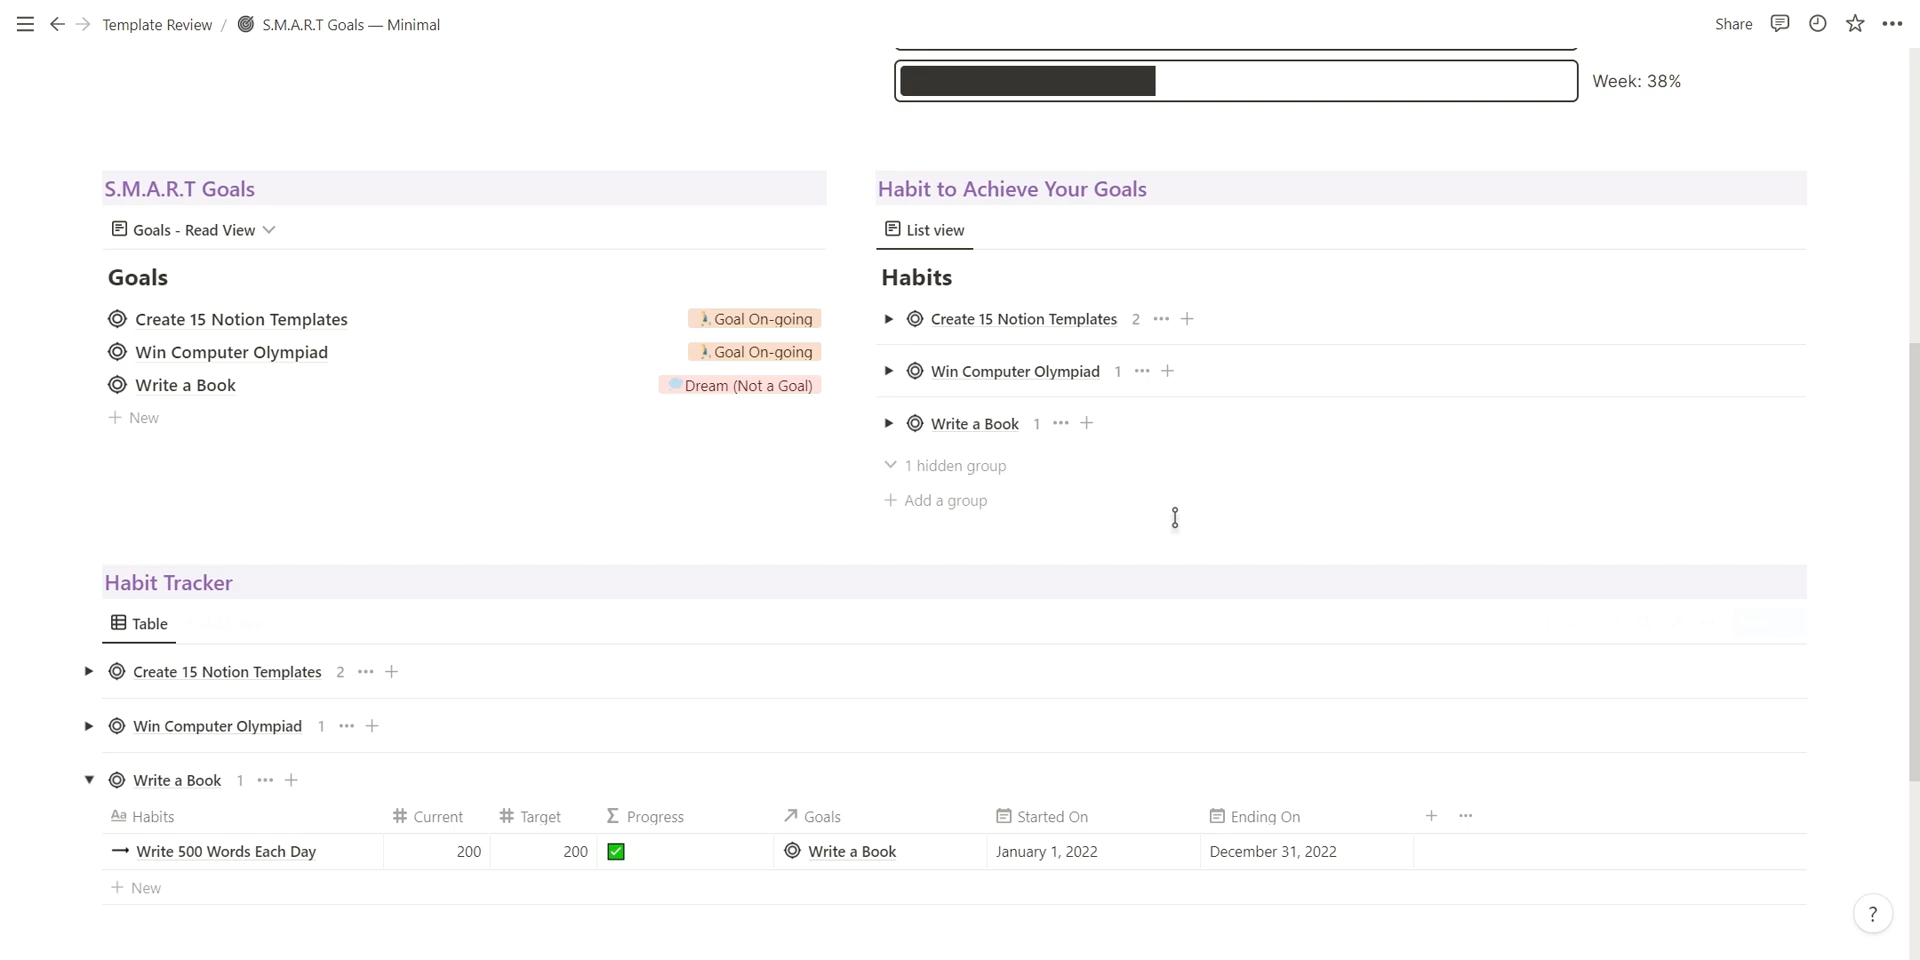 Template Review / S.M.A.R.T Goals — Minimal
Share
Week: 38%
S.M.A.R.T Goals
Goals - Read View
Goals
Create 15 Notion Templates Goal On-going
Win Computer Olympiad Goal On-going
Write a Book Dream (Not a Goal)
+ New
Habit to Achieve Your Goals
List view
Habits
Create 15 Notion Templates 2 ··· +
Win Computer Olympiad 1 ··· +
Write a Book 1 ··· +
1 hidden group
+ Add a group
Habit Tracker
Table
Create 15 Notion Templates 2 ··· +
Win Computer Olympiad 1 ··· +
Write a Book 1 ··· +
Aa Habits # Current # Target Σ Progress Goals Started On Ending On + ···
Write 500 Words Each Day 200 200 Write a Book January 1, 2022 December 31, 2022
+ New
?